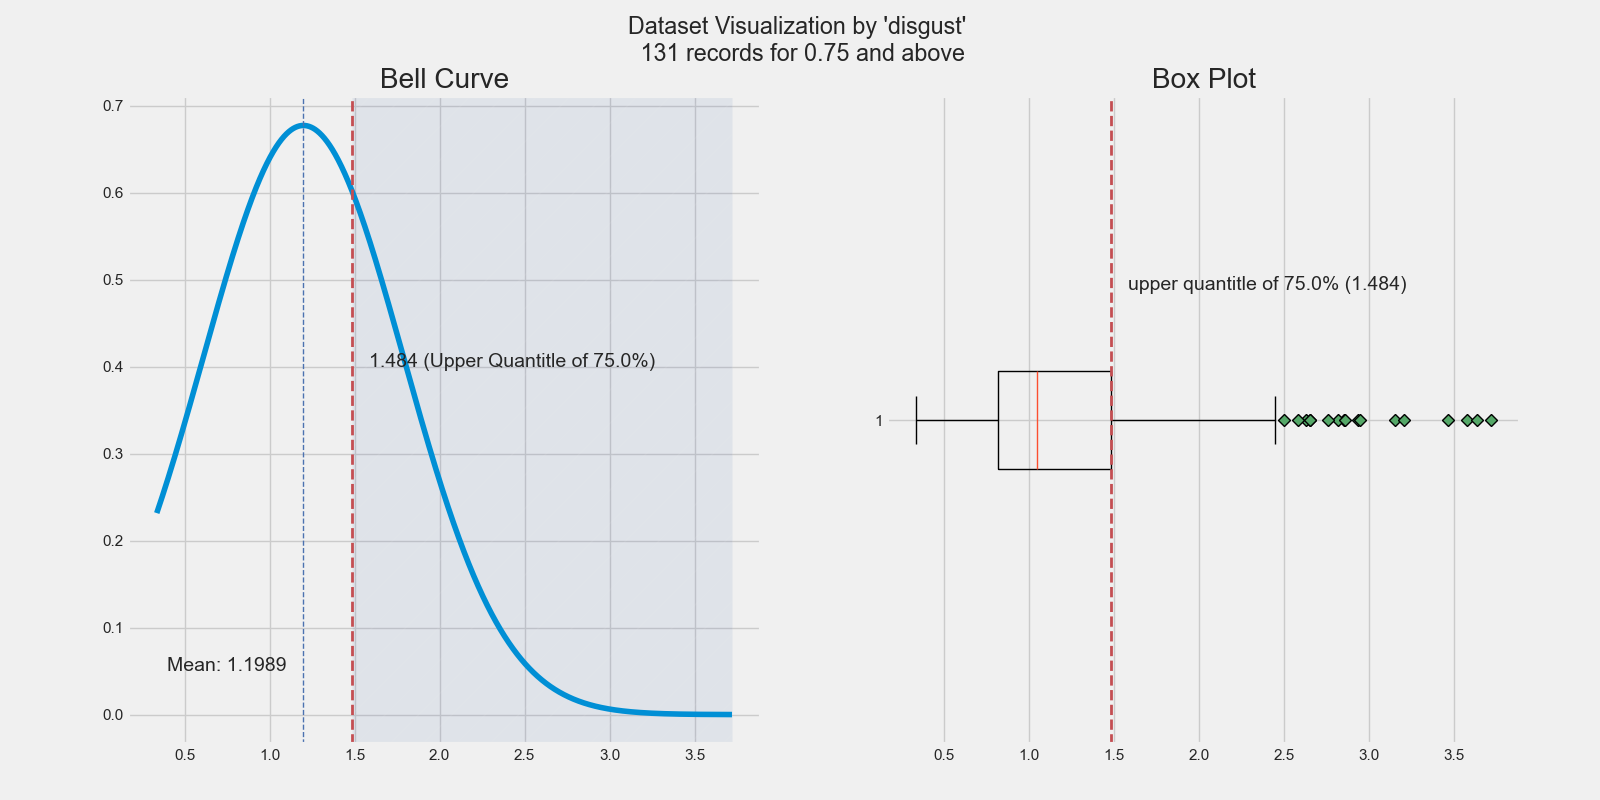 Dataset Visualization by 'disgust'
131 records for 0.75 and above
Bell Curve
0.7
0.6
0.5
0.4
0.3
0.2
0.1
0.0
1.484 (Upper Quantitle of 75.0%)
Mean: 1.1989
0.5 1.0 1.5 2.0 2.5 3.0 3.5
Box Plot
upper quantitle of 75.0% (1.484)
1
0.5 1.0 1.5 2.0 2.5 3.0 3.5